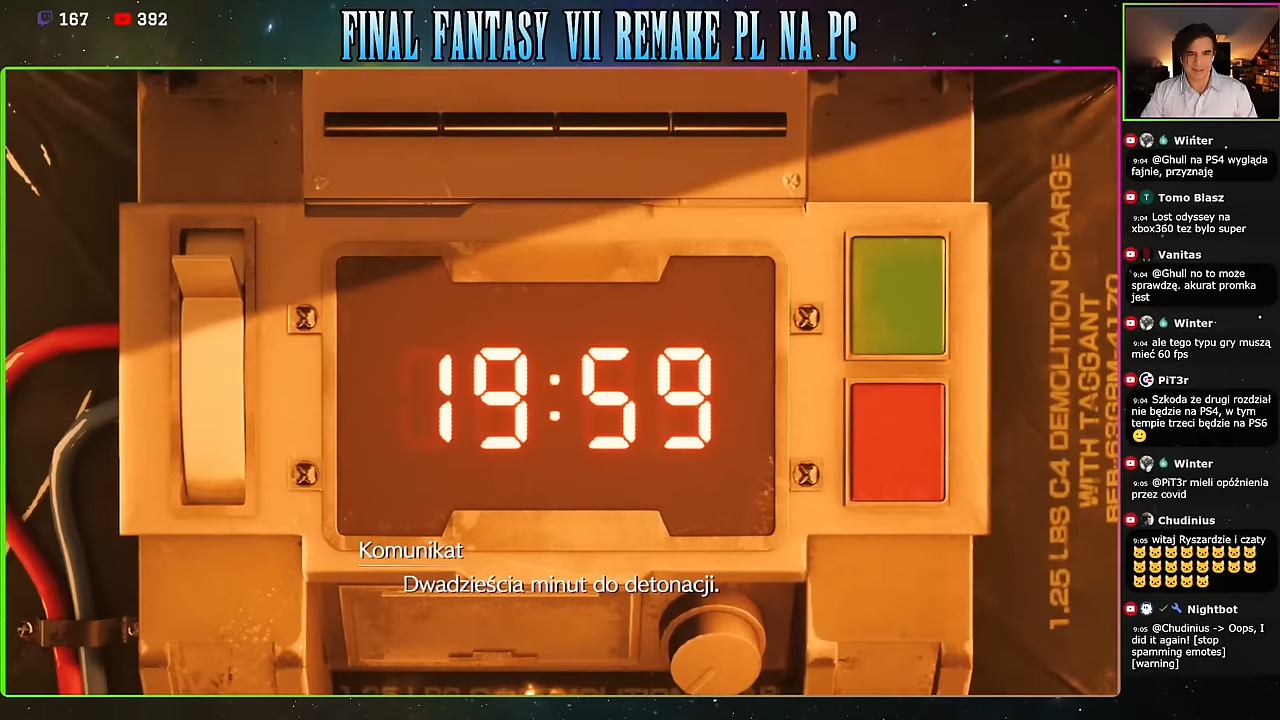 167 392
FINAL FANTASY VII REMAKE PL NA PC
19:59
1.25 LBS C4 DEMOLITION CHARGE
WITH TAGGANT
Komunikat
Dwadzieścia minut do detonacji.
Winter
9:04 @Ghull na PS4 wygląda
fajnie, przyznaję
T Tomo Blasz
9:04 Lost odyssey na
xbox360 tez bylo super
Vanitas
9:04 @Ghull no to moze
sprawdzę. akurat promka
jest
Winter
9:04 ale tego typu gry muszą
mieć 60 fps
PiT3r
9:04 Szkoda ze drugi rozdział
nie będzie na PS4, w tym
tempie trzeci będzie na PS6
Winter
9:05 @PiT3r mieli opóźnienia
przez covid
Chudinius
9:05 witaj Ryszardzie i czaty
Nightbot
9:05 @Chudinius -> Oops, I
did it again! [stop
spamming emotes]
[warning]